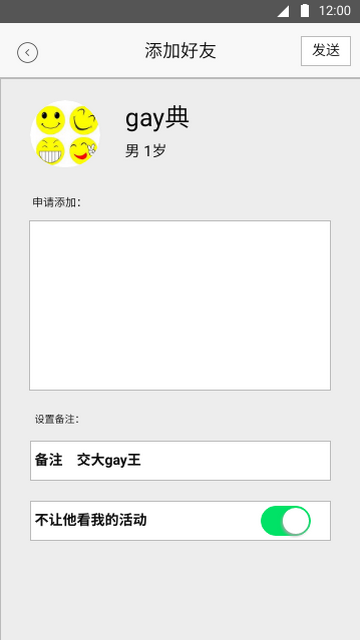 12:00
添加好友
发送
gay典
男 1岁
申请添加：
设置备注：
备注 交大gay王
不让他看我的活动